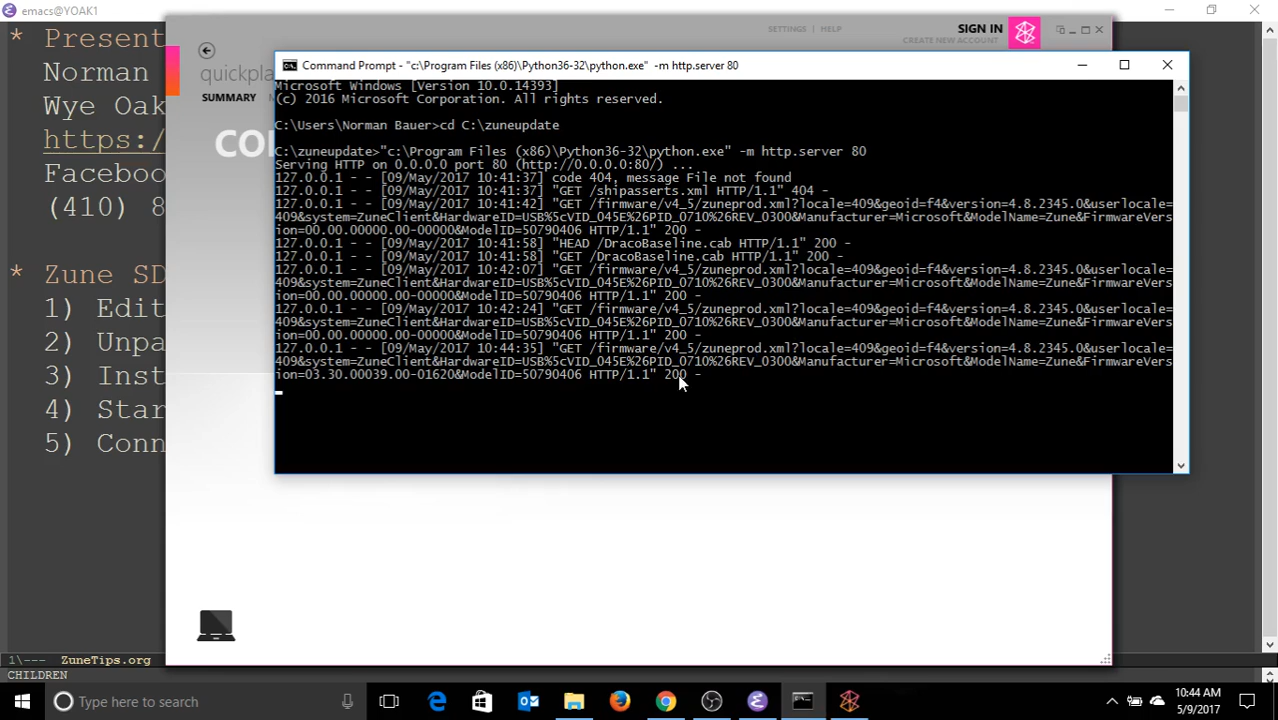 emacs@YOAK1
* Present
Norman
Wye Oak
https:/
Faceboo
(410) 8
* Zune SD
1) Edit
2) Unpa
3) Inst
4) Star
5) Conn
1\--- ZuneTips.org
CHILDREN
SETTINGS | HELP
SIGN IN
CREATE NEW ACCOUNT
quickpla
SUMMARY
CO
Command Prompt - "c:\Program Files (x86)\Python36-32\python.exe" -m http.server 80
Microsoft Windows [Version 10.0.14393]
(c) 2016 Microsoft Corporation. All rights reserved.
C:\Users\Norman Bauer>cd C:\zuneupdate
C:\zuneupdate>"c:\Program Files (x86)\Python36-32\python.exe" -m http.server 80
Serving HTTP on 0.0.0.0 port 80 (http://0.0.0.0:80/) ...
127.0.0.1 - - [09/May/2017 10:41:37] code 404, message File not found
127.0.0.1 - - [09/May/2017 10:41:37] "GET /shipasserts.xml HTTP/1.1" 404 -
127.0.0.1 - - [09/May/2017 10:41:42] "GET /firmware/v4_5/zuneprod.xml?locale=409&geoid=f4&version=4.8.2345.0&userlocale=
409&system=ZuneClient&HardwareID=USB%5cVID_045E%26PID_0710%26REV_0300&Manufacturer=Microsoft&ModelName=Zune&FirmwareVers
ion=00.00.00000.00-00000&ModelID=50790406 HTTP/1.1" 200 -
127.0.0.1 - - [09/May/2017 10:41:58] "HEAD /DracoBaseline.cab HTTP/1.1" 200 -
127.0.0.1 - - [09/May/2017 10:41:58] "GET /DracoBaseline.cab HTTP/1.1" 200 -
127.0.0.1 - - [09/May/2017 10:42:07] "GET /firmware/v4_5/zuneprod.xml?locale=409&geoid=f4&version=4.8.2345.0&userlocale=
409&system=ZuneClient&HardwareID=USB%5cVID_045E%26PID_0710%26REV_0300&Manufacturer=Microsoft&ModelName=Zune&FirmwareVers
ion=00.00.00000.00-00000&ModelID=50790406 HTTP/1.1" 200 -
127.0.0.1 - - [09/May/2017 10:42:24] "GET /firmware/v4_5/zuneprod.xml?locale=409&geoid=f4&version=4.8.2345.0&userlocale=
409&system=ZuneClient&HardwareID=USB%5cVID_045E%26PID_0710%26REV_0300&Manufacturer=Microsoft&ModelName=Zune&FirmwareVers
ion=00.00.00000.00-00000&ModelID=50790406 HTTP/1.1" 200 -
127.0.0.1 - - [09/May/2017 10:44:35] "GET /firmware/v4_5/zuneprod.xml?locale=409&geoid=f4&version=4.8.2345.0&userlocale=
409&system=ZuneClient&HardwareID=USB%5cVID_045E%26PID_0710%26REV_0300&Manufacturer=Microsoft&ModelName=Zune&FirmwareVers
ion=03.30.00039.00-01620&ModelID=50790406 HTTP/1.1" 200 -
Type here to search
10:44 AM
5/9/2017